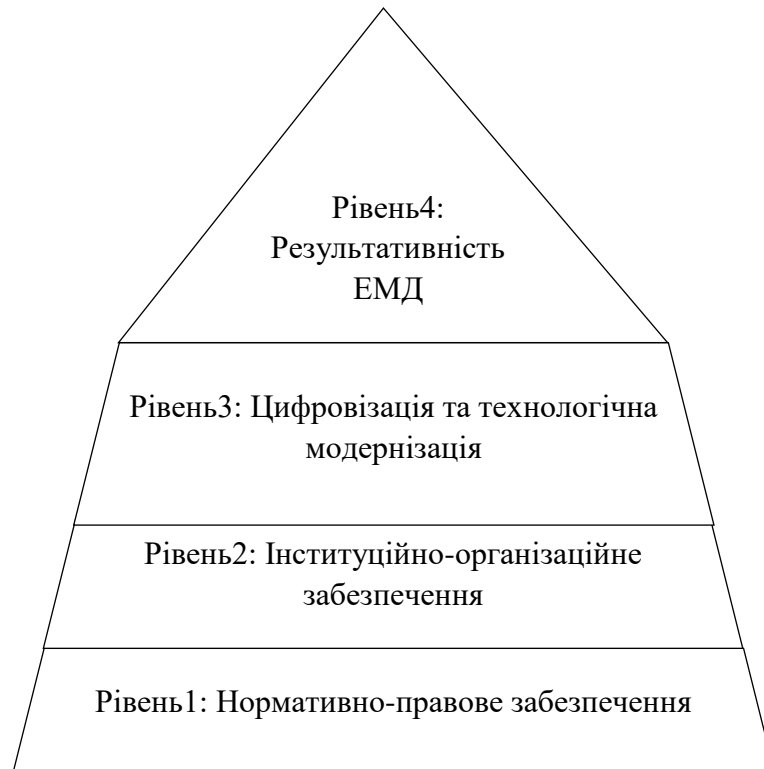 Рівень4:
Результативність
ЕМД
Рівень3: Цифровізація та технологічна
модернізація
Рівень2: Інституційно-організаційне
забезпечення
Рівень1: Нормативно-правове забезпечення